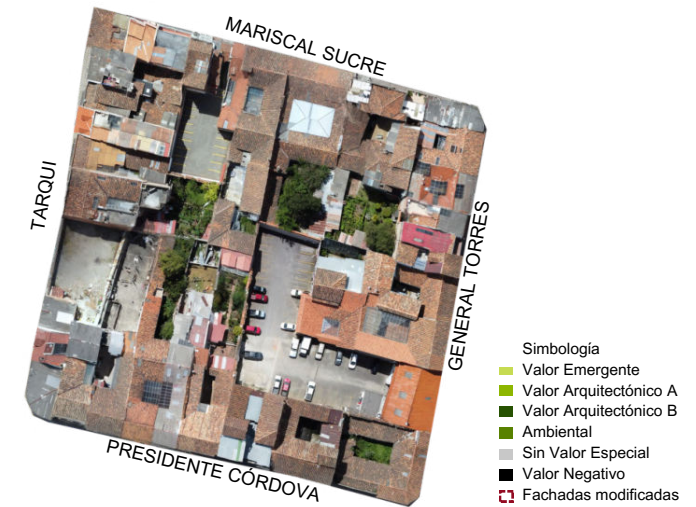 MARISCAL SUCRE
TARQUI
GENERAL TORRES
PRESIDENTE CÓRDOVA
Simbología
Valor Emergente
Valor Arquitectónico A
Valor Arquitectónico B
Ambiental
Sin Valor Especial
Valor Negativo
Fachadas modificadas